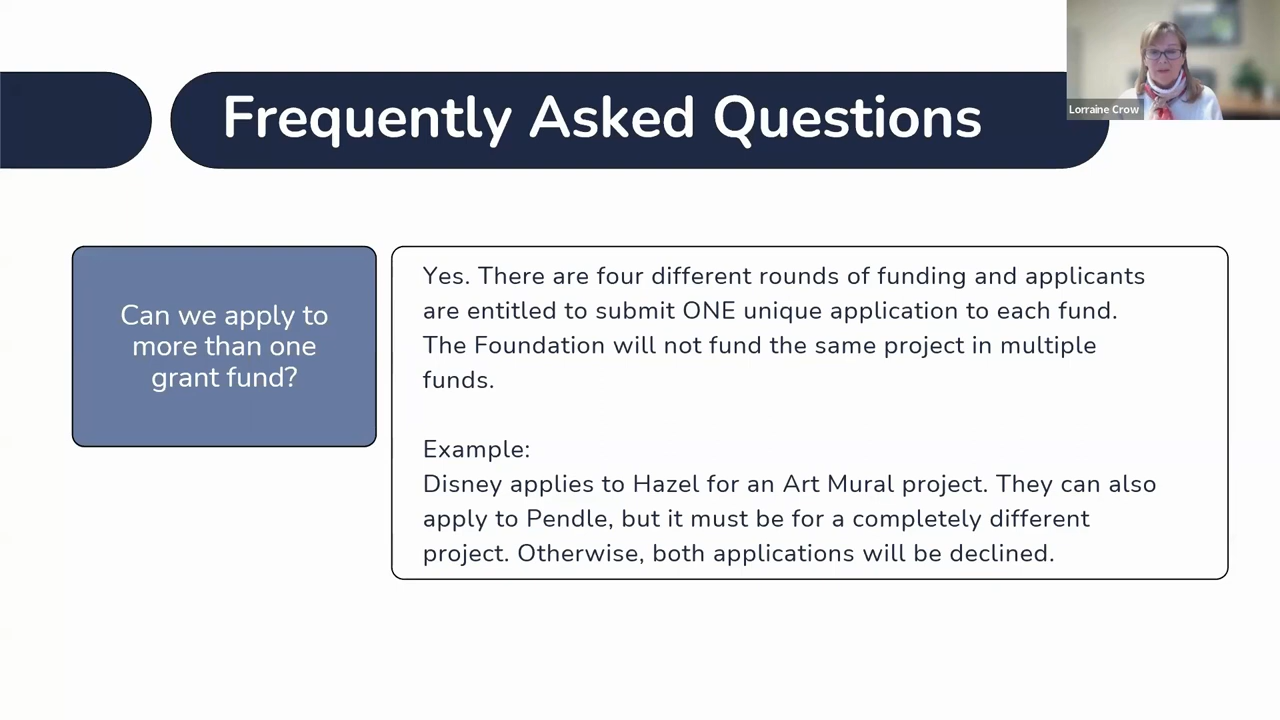 Frequently Asked Questions
Lorraine Crow
Can we apply to
more than one
grant fund?
Yes. There are four different rounds of funding and applicants
are entitled to submit ONE unique application to each fund.
The Foundation will not fund the same project in multiple
funds.
Example:
Disney applies to Hazel for an Art Mural project. They can also
apply to Pendle, but it must be for a completely different
project. Otherwise, both applications will be declined.